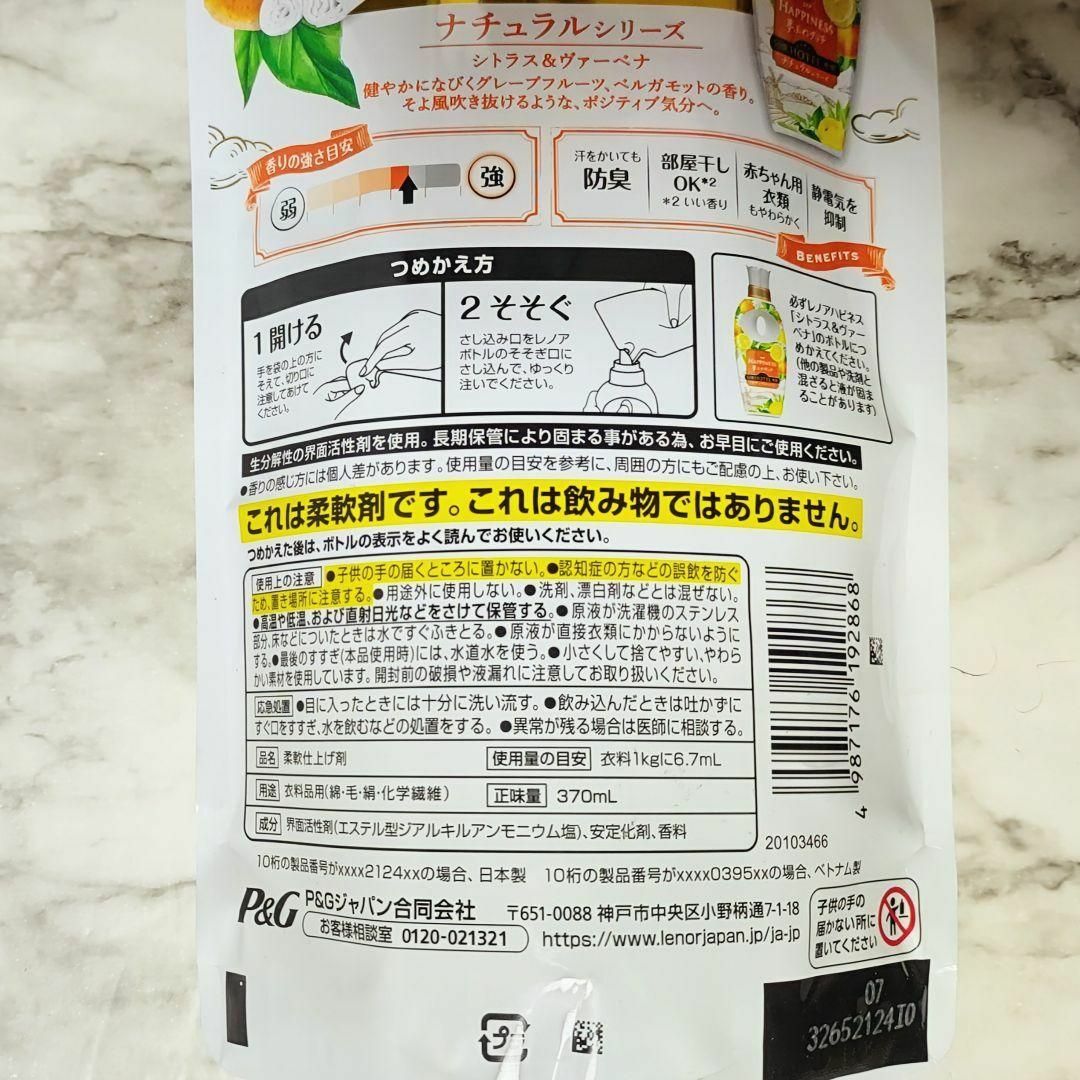 HAPPINESS
夢ふわタッチ
HOTEL
ナチュラルシリーズ
ナチュラルシリーズ
シトラス&ヴァーベナ
健やかになびくグレープフルーツ、ベルガモットの香り。
そよ風吹き抜けるような、ポジティブ気分へ。
香りの強さ目安
弱
強
汗をかいても
防臭
部屋干し
OK*2
*2 いい香り
赤ちゃん用
衣類
もやわらかく
静電気を
抑制
BENEFITS
つめかえ方
1 開ける
手を袋の上の方に
そえて、切り口に
注意してあけて
ください。
2 そそぐ
さし込み口をレノア
ボトルのそそぎ口に
さし込んで、ゆっくり
注いでください。
HAPPINESS
夢ふわタッチ
必ずレノアハピネス
「シトラス&ヴァー
ベナ」のボトルにつ
めかえてください。
(他の製品や洗剤と
混ざると液が固ま
ることがあります)
生分解性の界面活性剤を使用。長期保管により固まる事がある為、お早目にご使用ください。
●香りの感じ方には個人差があります。使用量の目安を参考に、周囲の方にもご配慮の上、お使い下さい。
これは柔軟剤です。これは飲み物ではありません。
つめかえた後は、ボトルの表示をよく読んでお使いください。
使用上の注意 ●子供の手の届くところに置かない。●認知症の方などの誤飲を防ぐ
ため、置き場所に注意する。●用途外に使用しない。●洗剤、漂白剤などとは混ぜない。
●高温や低温、および直射日光などをさけて保管する。●原液が洗濯機のステンレス
部分、床などについたときは水ですぐふきとる。●原液が直接衣類にかからないように
する。●最後のすすぎ(本品使用時)には、水道水を使う。●小さくして捨てやすい、やわら
かい素材を使用しています。開封前の破損や液漏れに注意してお取り扱いください。
応急処置 ●目に入ったときには十分に洗い流す。●飲み込んだときは吐かずに
すぐ口をすすぎ、水を飲むなどの処置をする。●異常が残る場合は医師に相談する。
品名 柔軟仕上げ剤 使用量の目安 衣料1kgに6.7mL
用途 衣料品用(綿・毛・絹・化学繊維) 正味量 370mL
成分 界面活性剤(エステル型ジアルキルアンモニウム塩)、安定化剤、香料
4 987176 192868
20103466
10桁の製品番号がxxxx2124xxの場合、日本製 10桁の製品番号がxxxx0395xxの場合、ベトナム製
P&G P&Gジャパン合同会社 〒651-0088 神戸市中央区小野柄通7-1-18
お客様相談室 0120-021321 https://www.lenorjapan.jp/ja-jp
子供の手の
届かない所に
置いてください
プラ
07
32652124I0